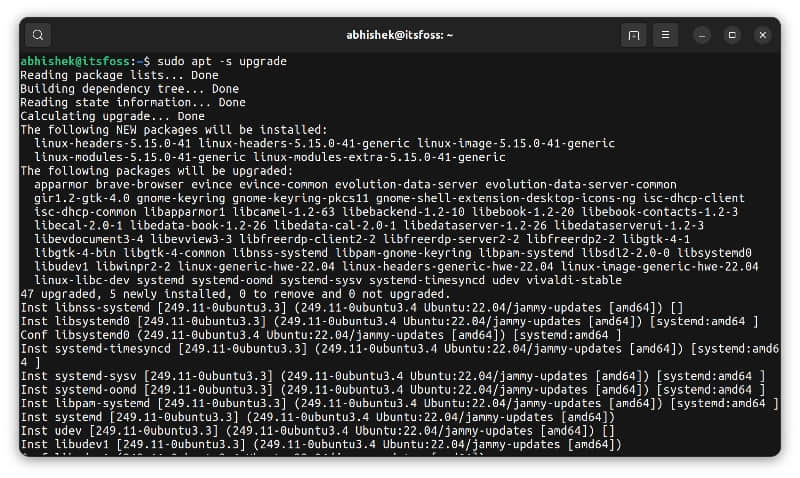 abhishek@itsfoss: ~
abhishek@itsfoss:~$ sudo apt -s upgrade
Reading package lists... Done
Building dependency tree... Done
Reading state information... Done
Calculating upgrade... Done
The following NEW packages will be installed:
  linux-headers-5.15.0-41 linux-headers-5.15.0-41-generic linux-image-5.15.0-41-generic
  linux-modules-5.15.0-41-generic linux-modules-extra-5.15.0-41-generic
The following packages will be upgraded:
  apparmor brave-browser evince evince-common evolution-data-server evolution-data-server-common
  gir1.2-gtk-4.0 gnome-keyring gnome-keyring-pkcs11 gnome-shell-extension-desktop-icons-ng isc-dhcp-client
  isc-dhcp-common libapparmor1 libcamel-1.2-63 libebackend-1.2-10 libebook-1.2-20 libebook-contacts-1.2-3
  libecal-2.0-1 libedata-book-1.2-26 libedata-cal-2.0-1 libedataserver-1.2-26 libedataserverui-1.2-3
  libevdocument3-4 libevview3-3 libfreerdp-client2-2 libfreerdp-server2-2 libfreerdp2-2 libgtk-4-1
  libgtk-4-bin libgtk-4-common libnss-systemd libpam-gnome-keyring libpam-systemd libsdl2-2.0-0 libsystemd0
  libudev1 libwinpr2-2 linux-generic-hwe-22.04 linux-headers-generic-hwe-22.04 linux-image-generic-hwe-22.04
  linux-libc-dev systemd systemd-oomd systemd-sysv systemd-timesyncd udev vivaldi-stable
47 upgraded, 5 newly installed, 0 to remove and 0 not upgraded.
Inst libnss-systemd [249.11-0ubuntu3.3] (249.11-0ubuntu3.4 Ubuntu:22.04/jammy-updates [amd64]) []
Inst libsystemd0 [249.11-0ubuntu3.3] (249.11-0ubuntu3.4 Ubuntu:22.04/jammy-updates [amd64]) [systemd:amd64 ]
Conf libsystemd0 (249.11-0ubuntu3.4 Ubuntu:22.04/jammy-updates [amd64]) [systemd:amd64 ]
Inst systemd-timesyncd [249.11-0ubuntu3.3] (249.11-0ubuntu3.4 Ubuntu:22.04/jammy-updates [amd64]) [systemd:amd6
4 ]
Inst systemd-sysv [249.11-0ubuntu3.3] (249.11-0ubuntu3.4 Ubuntu:22.04/jammy-updates [amd64]) [systemd:amd64 ]
Inst systemd-oomd [249.11-0ubuntu3.3] (249.11-0ubuntu3.4 Ubuntu:22.04/jammy-updates [amd64]) [systemd:amd64 ]
Inst libpam-systemd [249.11-0ubuntu3.3] (249.11-0ubuntu3.4 Ubuntu:22.04/jammy-updates [amd64]) [systemd:amd64 ]
Inst systemd [249.11-0ubuntu3.3] (249.11-0ubuntu3.4 Ubuntu:22.04/jammy-updates [amd64])
Inst udev [249.11-0ubuntu3.3] (249.11-0ubuntu3.4 Ubuntu:22.04/jammy-updates [amd64]) []
Inst libudev1 [249.11-0ubuntu3.3] (249.11-0ubuntu3.4 Ubuntu:22.04/jammy-updates [amd64])